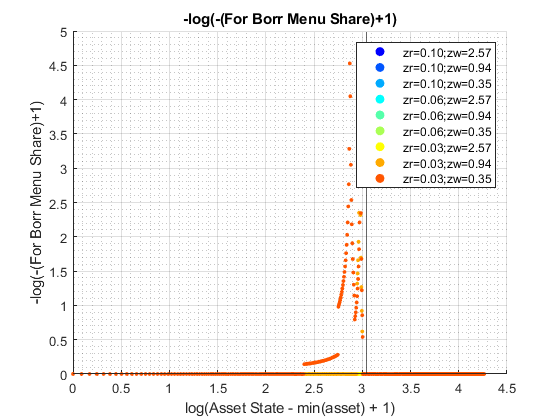 -log(-(For Borr Menu Share)+1)
5
4.5
4
3.5
3
2.5
2
1.5
1
0.5
0
-log(-(For Borr Menu Share)+1)
zr=0.10;zw=2.57
zr=0.10;zw=0.94
zr=0.10;zw=0.35
zr=0.06;zw=2.57
zr=0.06;zw=0.94
zr=0.06;zw=0.35
zr=0.03;zw=2.57
zr=0.03;zw=0.94
zr=0.03;zw=0.35
0 0.5 1 1.5 2 2.5 3 3.5 4 4.5
log(Asset State - min(asset) + 1)